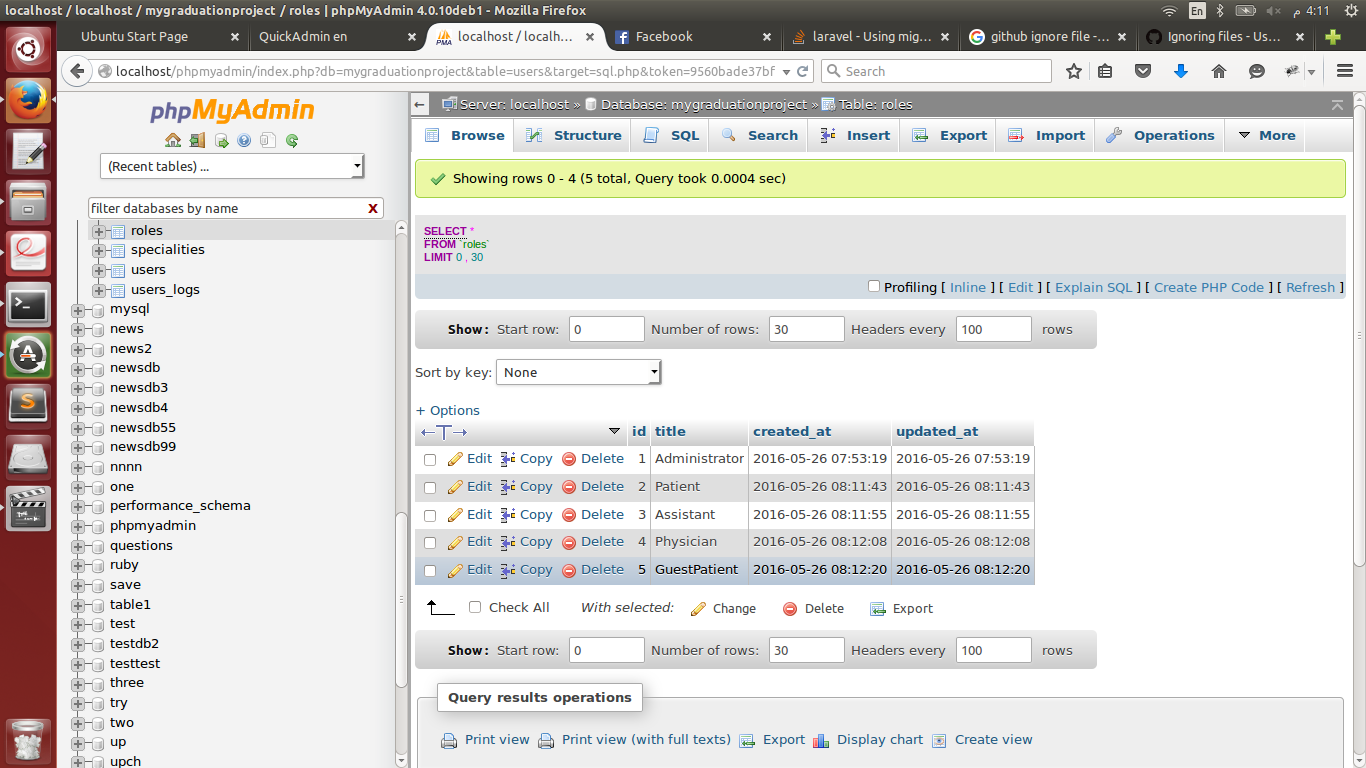 localhost / localhost / mygraduationproject / roles | phpMyAdmin 4.0.10deb1 - Mozilla Firefox
En
4:11 م
Ubuntu Start Page
QuickAdmin en
localhost / localh...
Facebook
laravel - Using mig...
github ignore file -...
Ignoring files - Us...
localhost/phpmyadmin/index.php?db=mygraduationproject&table=users&target=sql.php&token=9560bade37bf
Search
phpMyAdmin
(Recent tables) ...
filter databases by name
X
roles
specialities
users
users_logs
mysql
news
news2
newsdb
newsdb3
newsdb4
newsdb55
newsdb99
nnnn
one
performance_schema
phpmyadmin
questions
ruby
save
table1
test
testdb2
testtest
three
try
two
up
upch
Server: localhost » Database: mygraduationproject » Table: roles
Browse Structure SQL Search Insert Export Import Operations More
Showing rows 0 - 4 (5 total, Query took 0.0004 sec)
SELECT *
FROM `roles`
LIMIT 0 , 30
Profiling [ Inline ] [ Edit ] [ Explain SQL ] [ Create PHP Code ] [ Refresh ]
Show: Start row: 0 Number of rows: 30 Headers every 100 rows
Sort by key: None
+ Options
id title created_at updated_at
Edit Copy Delete 1 Administrator 2016-05-26 07:53:19 2016-05-26 07:53:19
Edit Copy Delete 2 Patient 2016-05-26 08:11:43 2016-05-26 08:11:43
Edit Copy Delete 3 Assistant 2016-05-26 08:11:55 2016-05-26 08:11:55
Edit Copy Delete 4 Physician 2016-05-26 08:12:08 2016-05-26 08:12:08
Edit Copy Delete 5 GuestPatient 2016-05-26 08:12:20 2016-05-26 08:12:20
Check All With selected: Change Delete Export
Show: Start row: 0 Number of rows: 30 Headers every 100 rows
Query results operations
Print view Print view (with full texts) Export Display chart Create view